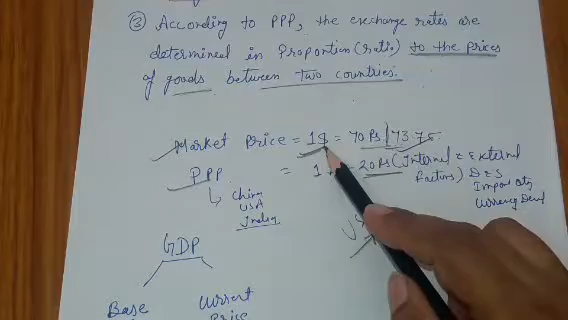 ③ According to PPP, the exchange rates are
determined in Proportion (ratio) to the prices
of goods between two countries.
Market Price = 1$ = 70 Rs | 73.75
PPP = 1 20 Rs (Internal & External
Factors) D & S
Import
Currency
China
USA
India
GDP
Base
Current
Price